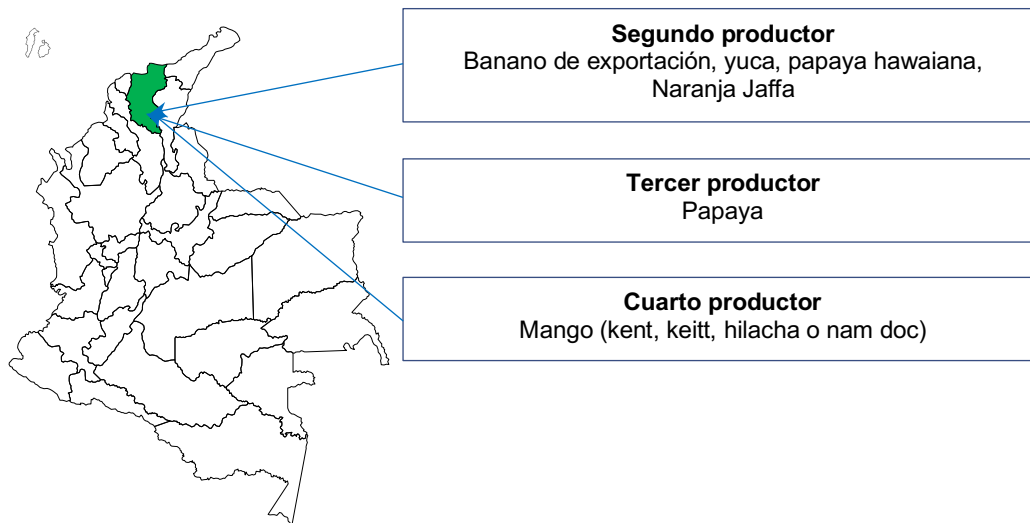 Segundo productor
Banano de exportación, yuca, papaya hawaiana,
Naranja Jaffa
Tercer productor
Papaya
Cuarto productor
Mango (kent, keitt, hilacha o nam doc)